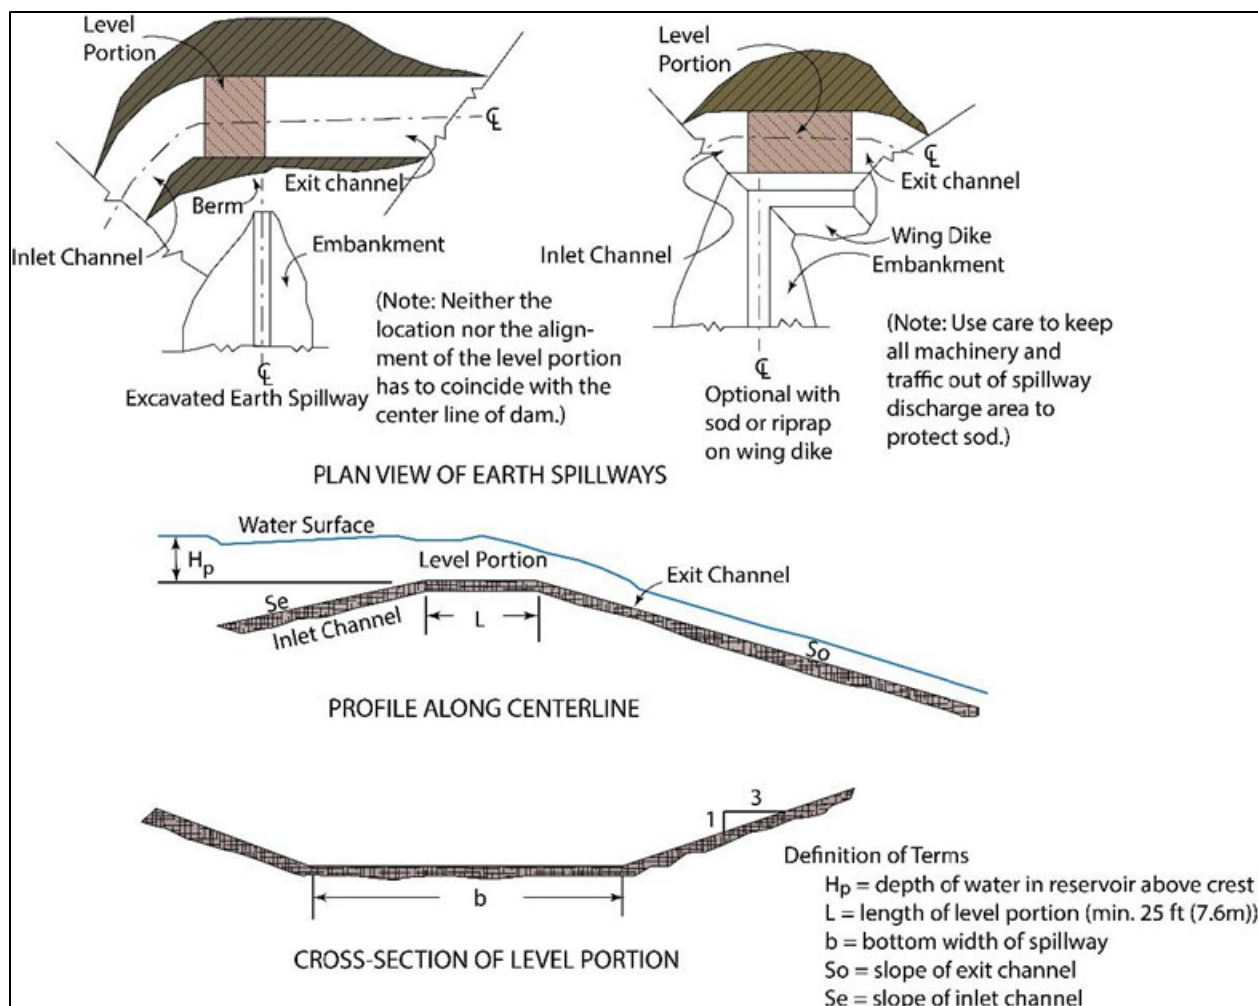 Level
Portion
℄
Exit channel
Berm
Inlet Channel
Embankment
(Note: Neither the
location nor the align-
ment of the level portion
has to coincide with the
center line of dam.)
℄
Excavated Earth Spillway
Level
Portion
℄
Exit channel
Inlet Channel
Wing Dike
Embankment
(Note: Use care to keep
all machinery and
traffic out of spillway
discharge area to
protect sod.)
℄
Optional with
sod or riprap
on wing dike
PLAN VIEW OF EARTH SPILLWAYS
Water Surface
Hp
Level Portion
Exit Channel
Se
Inlet Channel
L
So
PROFILE ALONG CENTERLINE
3
1
b
CROSS-SECTION OF LEVEL PORTION
Definition of Terms
Hp = depth of water in reservoir above crest
L = length of level portion (min. 25 ft (7.6m))
b = bottom width of spillway
So = slope of exit channel
Se = slope of inlet channel